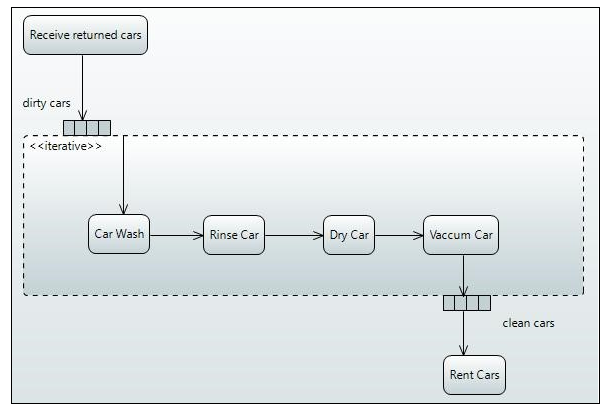 Receive returned cars
dirty cars
<<iterative>>
Car Wash
Rinse Car
Dry Car
Vaccum Car
clean cars
Rent Cars